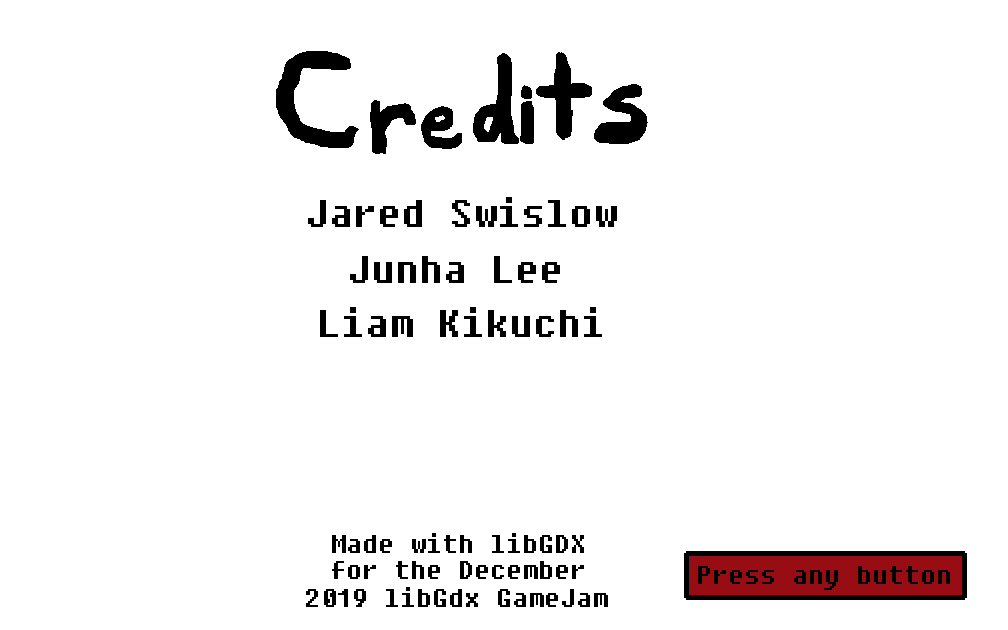 Credits
Jared Swislow
Junha Lee
Liam Kikuchi
Made with libGDX
for the December
2019 libGdx GameJam
Press any button